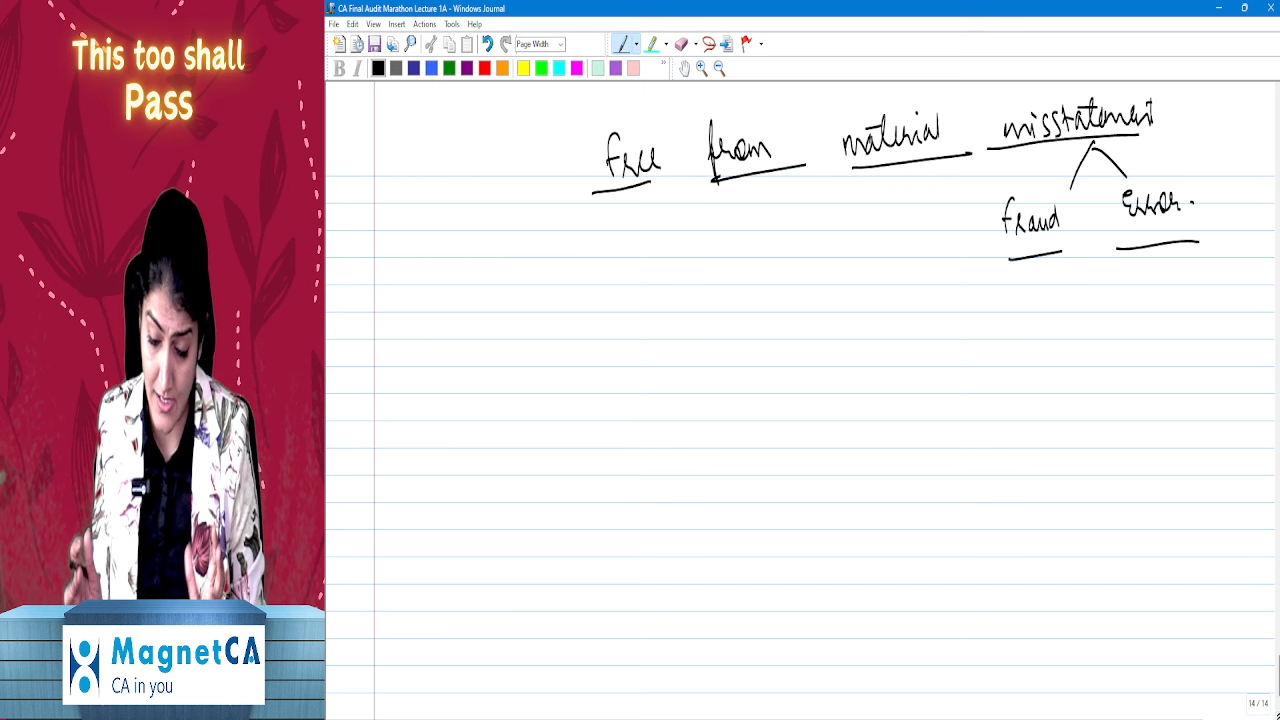 This too shall
Pass
CA Final Audit Marathon Lecture 1A - Windows Journal
File Edit View Insert Actions Tools Help
Page Width
B I
free from material misstatement
fraud Error.
MagnetCA
CA in you
14 / 14